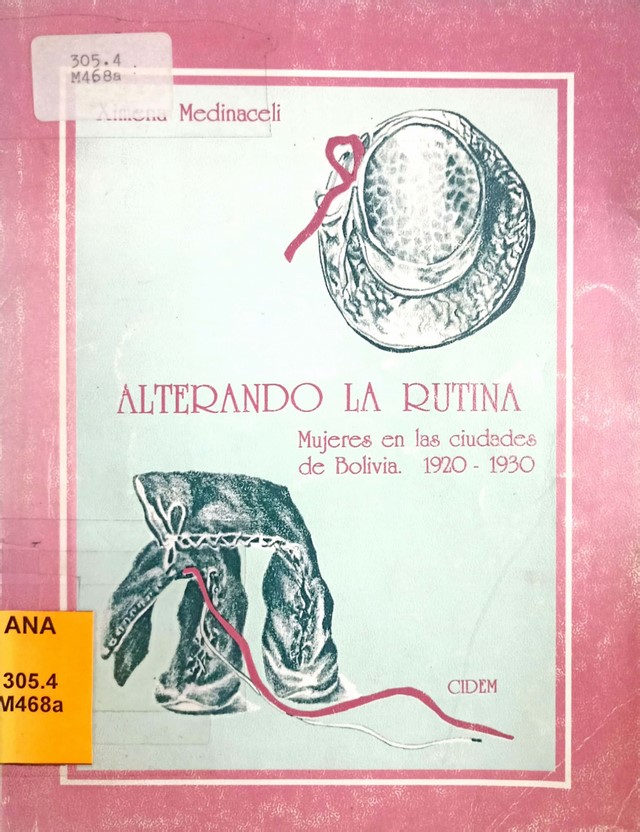 305.4
M468a
Ximena Medinaceli
ALTERANDO LA RUTINA
Mujeres en las ciudades
de Bolivia. 1920 - 1930
CIDEM
ANA
305.4
M468a